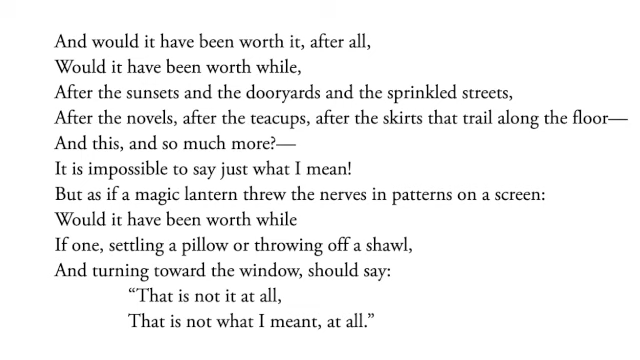 And would it have been worth it, after all,
Would it have been worth while,
After the sunsets and the dooryards and the sprinkled streets,
After the novels, after the teacups, after the skirts that trail along the floor—
And this, and so much more?—
It is impossible to say just what I mean!
But as if a magic lantern threw the nerves in patterns on a screen:
Would it have been worth while
If one, settling a pillow or throwing off a shawl,
And turning toward the window, should say:
“That is not it at all,
That is not what I meant, at all.”